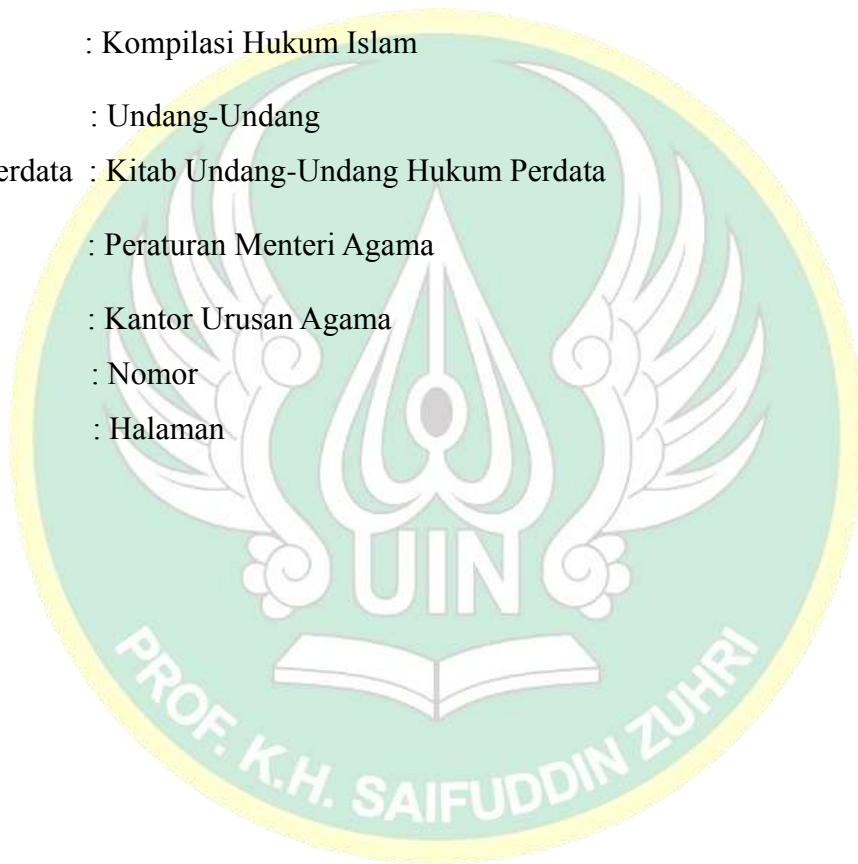 : Kompilasi Hukum Islam
: Undang-Undang
erdata : Kitab Undang-Undang Hukum Perdata
: Peraturan Menteri Agama
: Kantor Urusan Agama
: Nomor
: Halaman
UIN
PROF. K.H. SAIFUDDIN ZUHRI